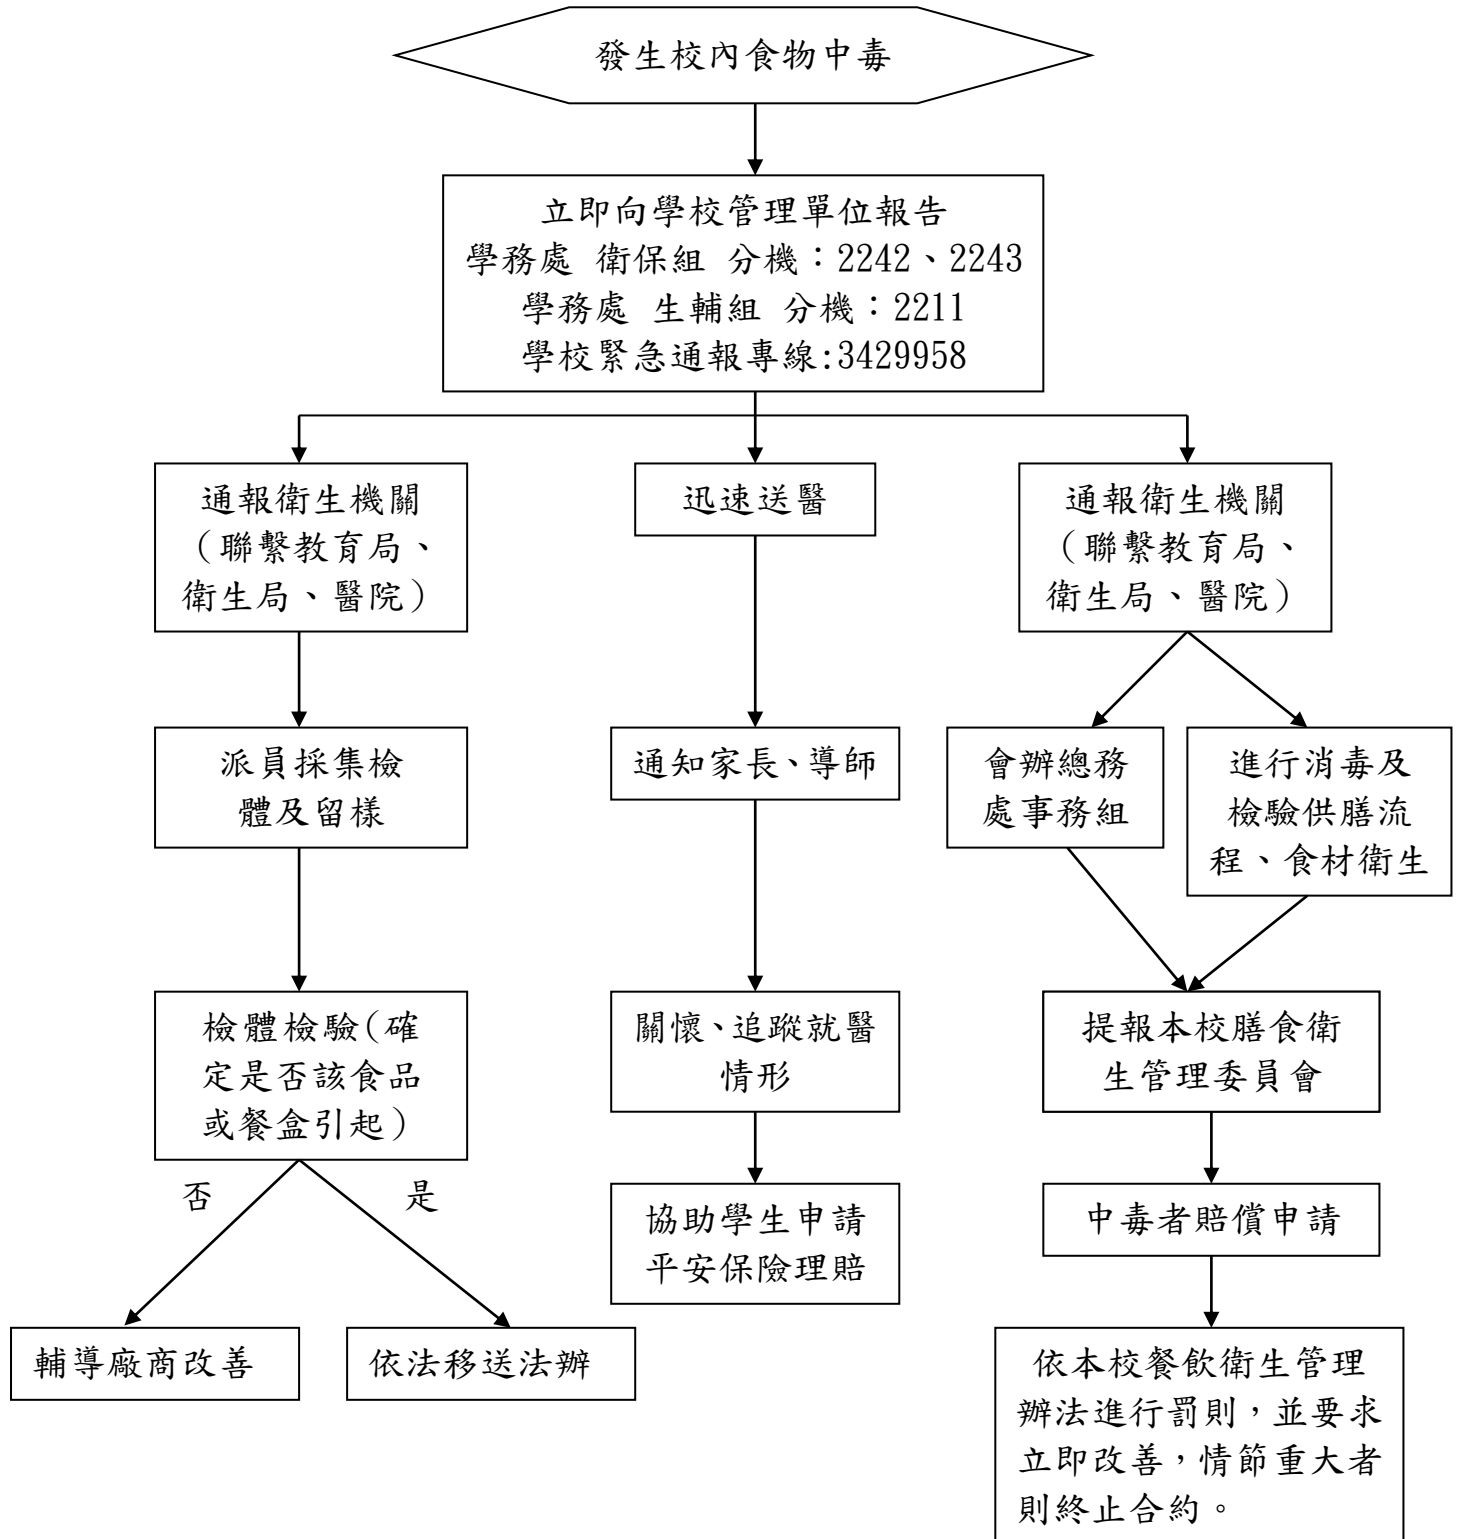 發生校內食物中毒
立即向學校管理單位報告
學務處 衛保組 分機：2242、2243
學務處 生輔組 分機：2211
學校緊急通報專線:3429958
通報衛生機關
（聯繫教育局、
衛生局、醫院）
迅速送醫
通報衛生機關
（聯繫教育局、
衛生局、醫院）
派員採集檢
體及留樣
通知家長、導師
會辦總務
處事務組
進行消毒及
檢驗供膳流
程、食材衛生
檢體檢驗(確
定是否該食品
或餐盒引起）
關懷、追蹤就醫
情形
提報本校膳食衛
生管理委員會
否
是
協助學生申請
平安保險理賠
中毒者賠償申請
輔導廠商改善
依法移送法辦
依本校餐飲衛生管理
辦法進行罰則，並要求
立即改善，情節重大者
則終止合約。